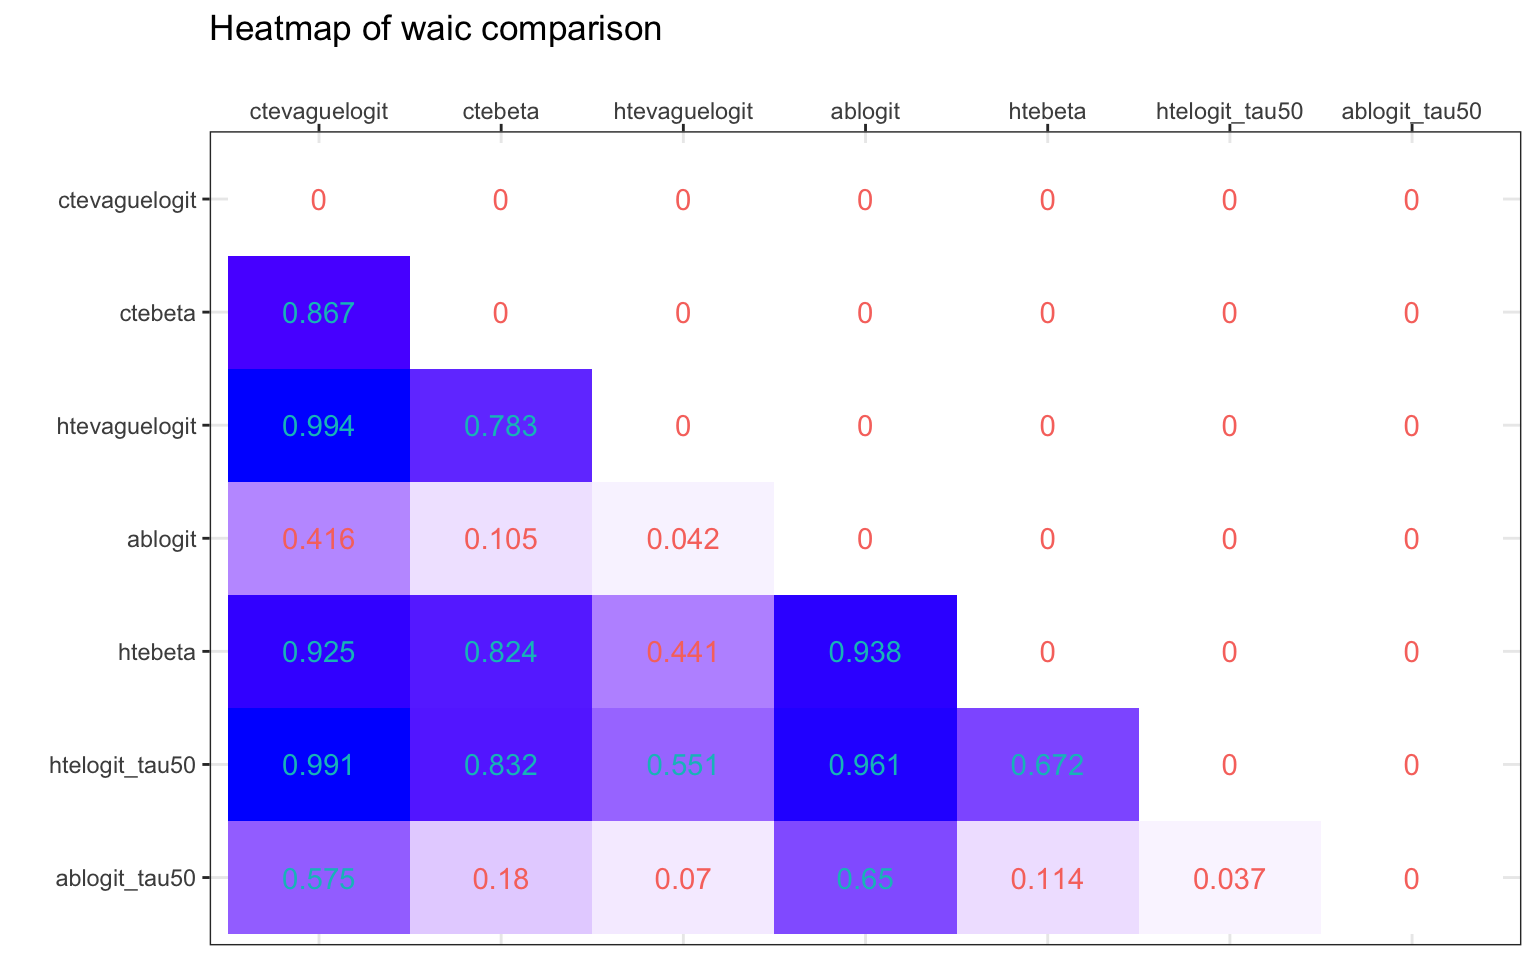 Heatmap of waic comparison
ctevaguelogit ctebeta htevaguelogit ablogit htebeta htelogit_tau50 ablogit_tau50
ctevaguelogit 0 0 0 0 0 0 0
ctebeta 0.867 0 0 0 0 0 0
htevaguelogit 0.994 0.783 0 0 0 0 0
ablogit 0.416 0.105 0.042 0 0 0 0
htebeta 0.925 0.824 0.441 0.938 0 0 0
htelogit_tau50 0.991 0.832 0.551 0.961 0.672 0 0
ablogit_tau50 0.575 0.18 0.07 0.65 0.114 0.037 0